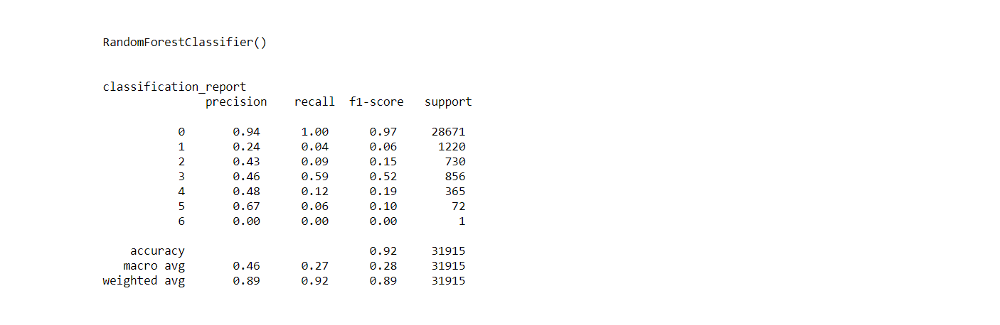 RandomForestClassifier()
classification_report
precision recall f1-score support
0 0.94 1.00 0.97 28671
1 0.24 0.04 0.06 1220
2 0.43 0.09 0.15 730
3 0.46 0.59 0.52 856
4 0.48 0.12 0.19 365
5 0.67 0.06 0.10 72
6 0.00 0.00 0.00 1
accuracy 0.92 31915
macro avg 0.46 0.27 0.28 31915
weighted avg 0.89 0.92 0.89 31915